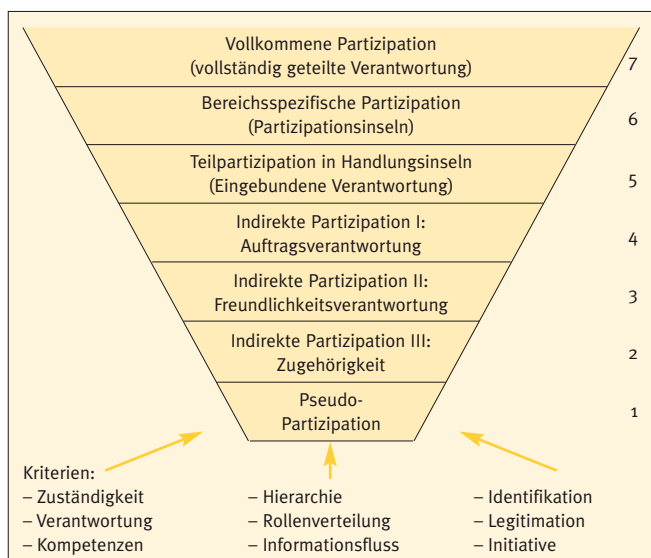 Vollkommene Partizipation
(vollständig geteilte Verantwortung)
7
Bereichsspezifische Partizipation
(Partizipationsinseln)
6
Teilpartizipation in Handlungsinseln
(Eingebundene Verantwortung)
5
Indirekte Partizipation I:
Auftragsverantwortung
4
Indirekte Partizipation II:
Freundlichkeitsverantwortung
3
Indirekte Partizipation III:
Zugehörigkeit
2
Pseudo-
Partizipation
1
Kriterien:
– Zuständigkeit
– Verantwortung
– Kompetenzen
– Hierarchie
– Rollenverteilung
– Informationsfluss
– Identifikation
– Legitimation
– Initiative